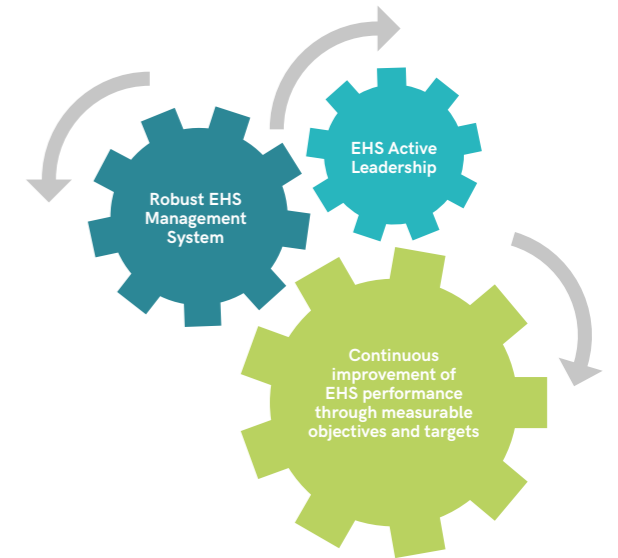 EHS Active
Leadership
Robust EHS
Management
System
Continuous
improvement of
EHS performance
through measurable
objectives and targets